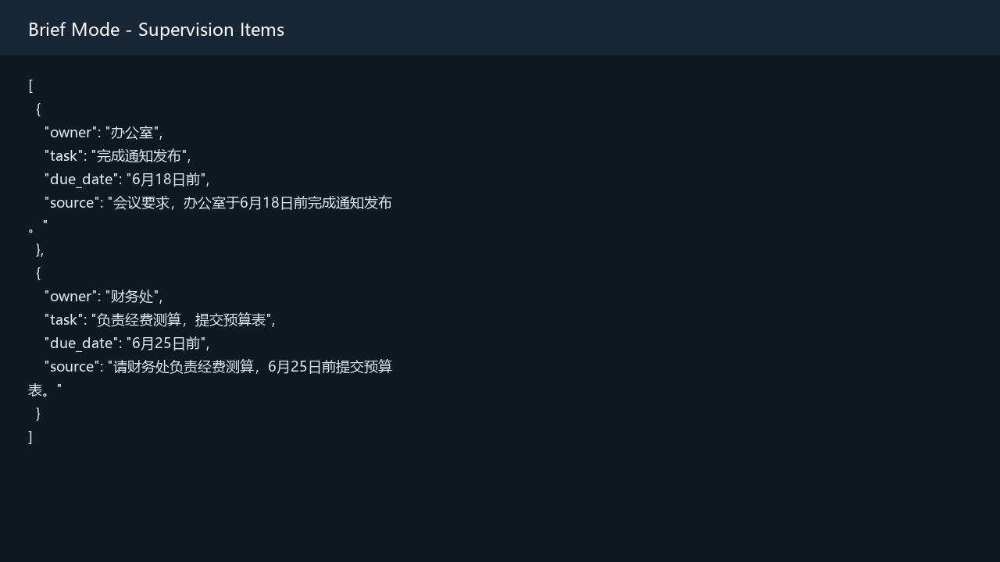 Brief Mode - Supervision Items
[
  {
    "owner": "办公室",
    "task": "完成通知发布",
    "due_date": "6月18日前",
    "source": "会议要求，办公室于6月18日前完成通知发布
。"
  },
  {
    "owner": "财务处",
    "task": "负责经费测算，提交预算表",
    "due_date": "6月25日前",
    "source": "请财务处负责经费测算，6月25日前提交预算
表。"
  }
]